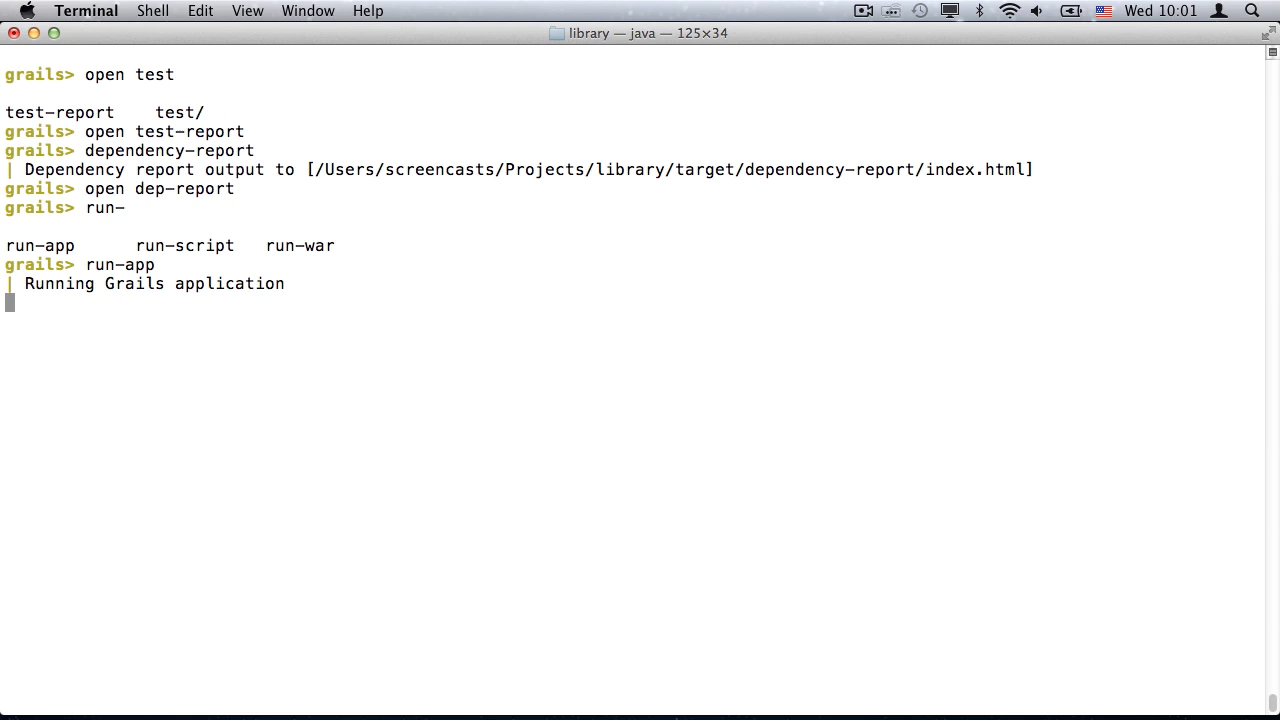 Terminal Shell Edit View Window Help Wed 10:01
library — java — 125×34
grails> open test
test-report test/
grails> open test-report
grails> dependency-report
| Dependency report output to [/Users/screencasts/Projects/library/target/dependency-report/index.html]
grails> open dep-report
grails> run-
run-app run-script run-war
grails> run-app
| Running Grails application